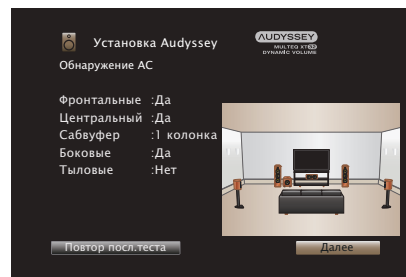 Установка Audyssey
AUDYSSEY
MULTEQ XT32
DYNAMIC VOLUME
Обнаружение АС
Фронтальные :Да
Центральный :Да
Сабвуфер :1 колонка
Боковые :Да
Тыловые :Нет
Повтор посл.теста
Далее